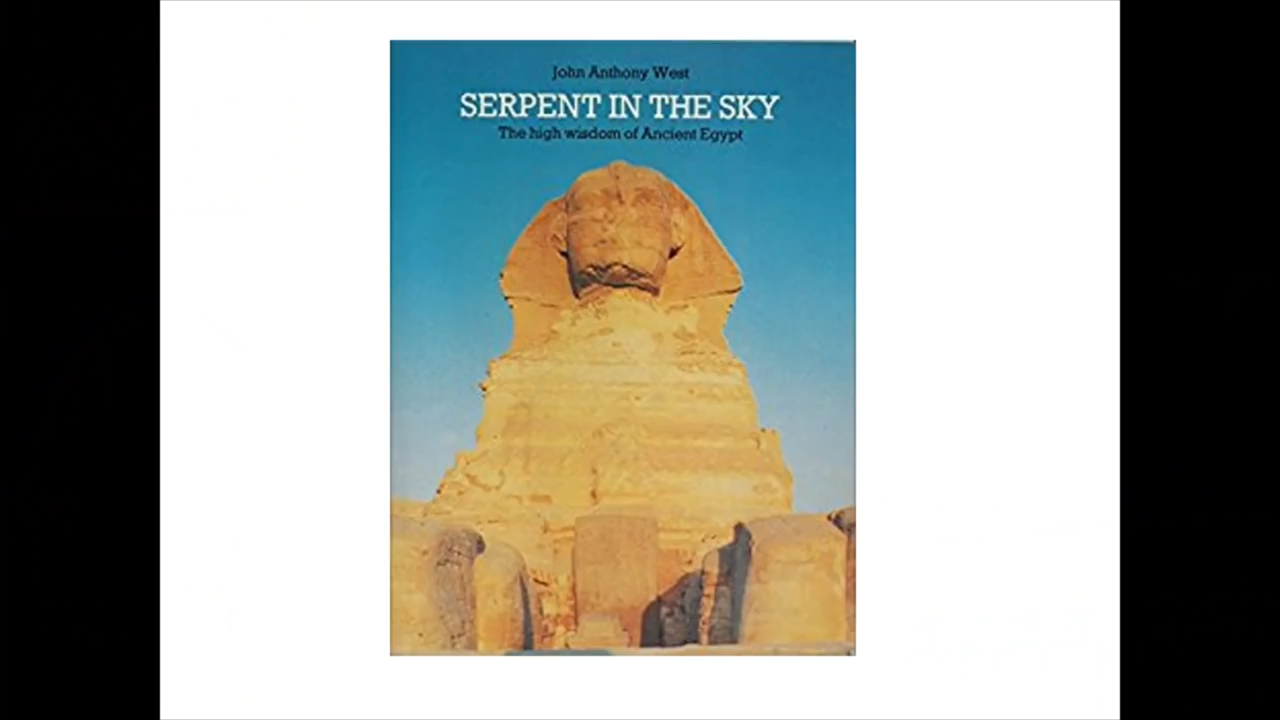 John Anthony West
SERPENT IN THE SKY
The high wisdom of Ancient Egypt